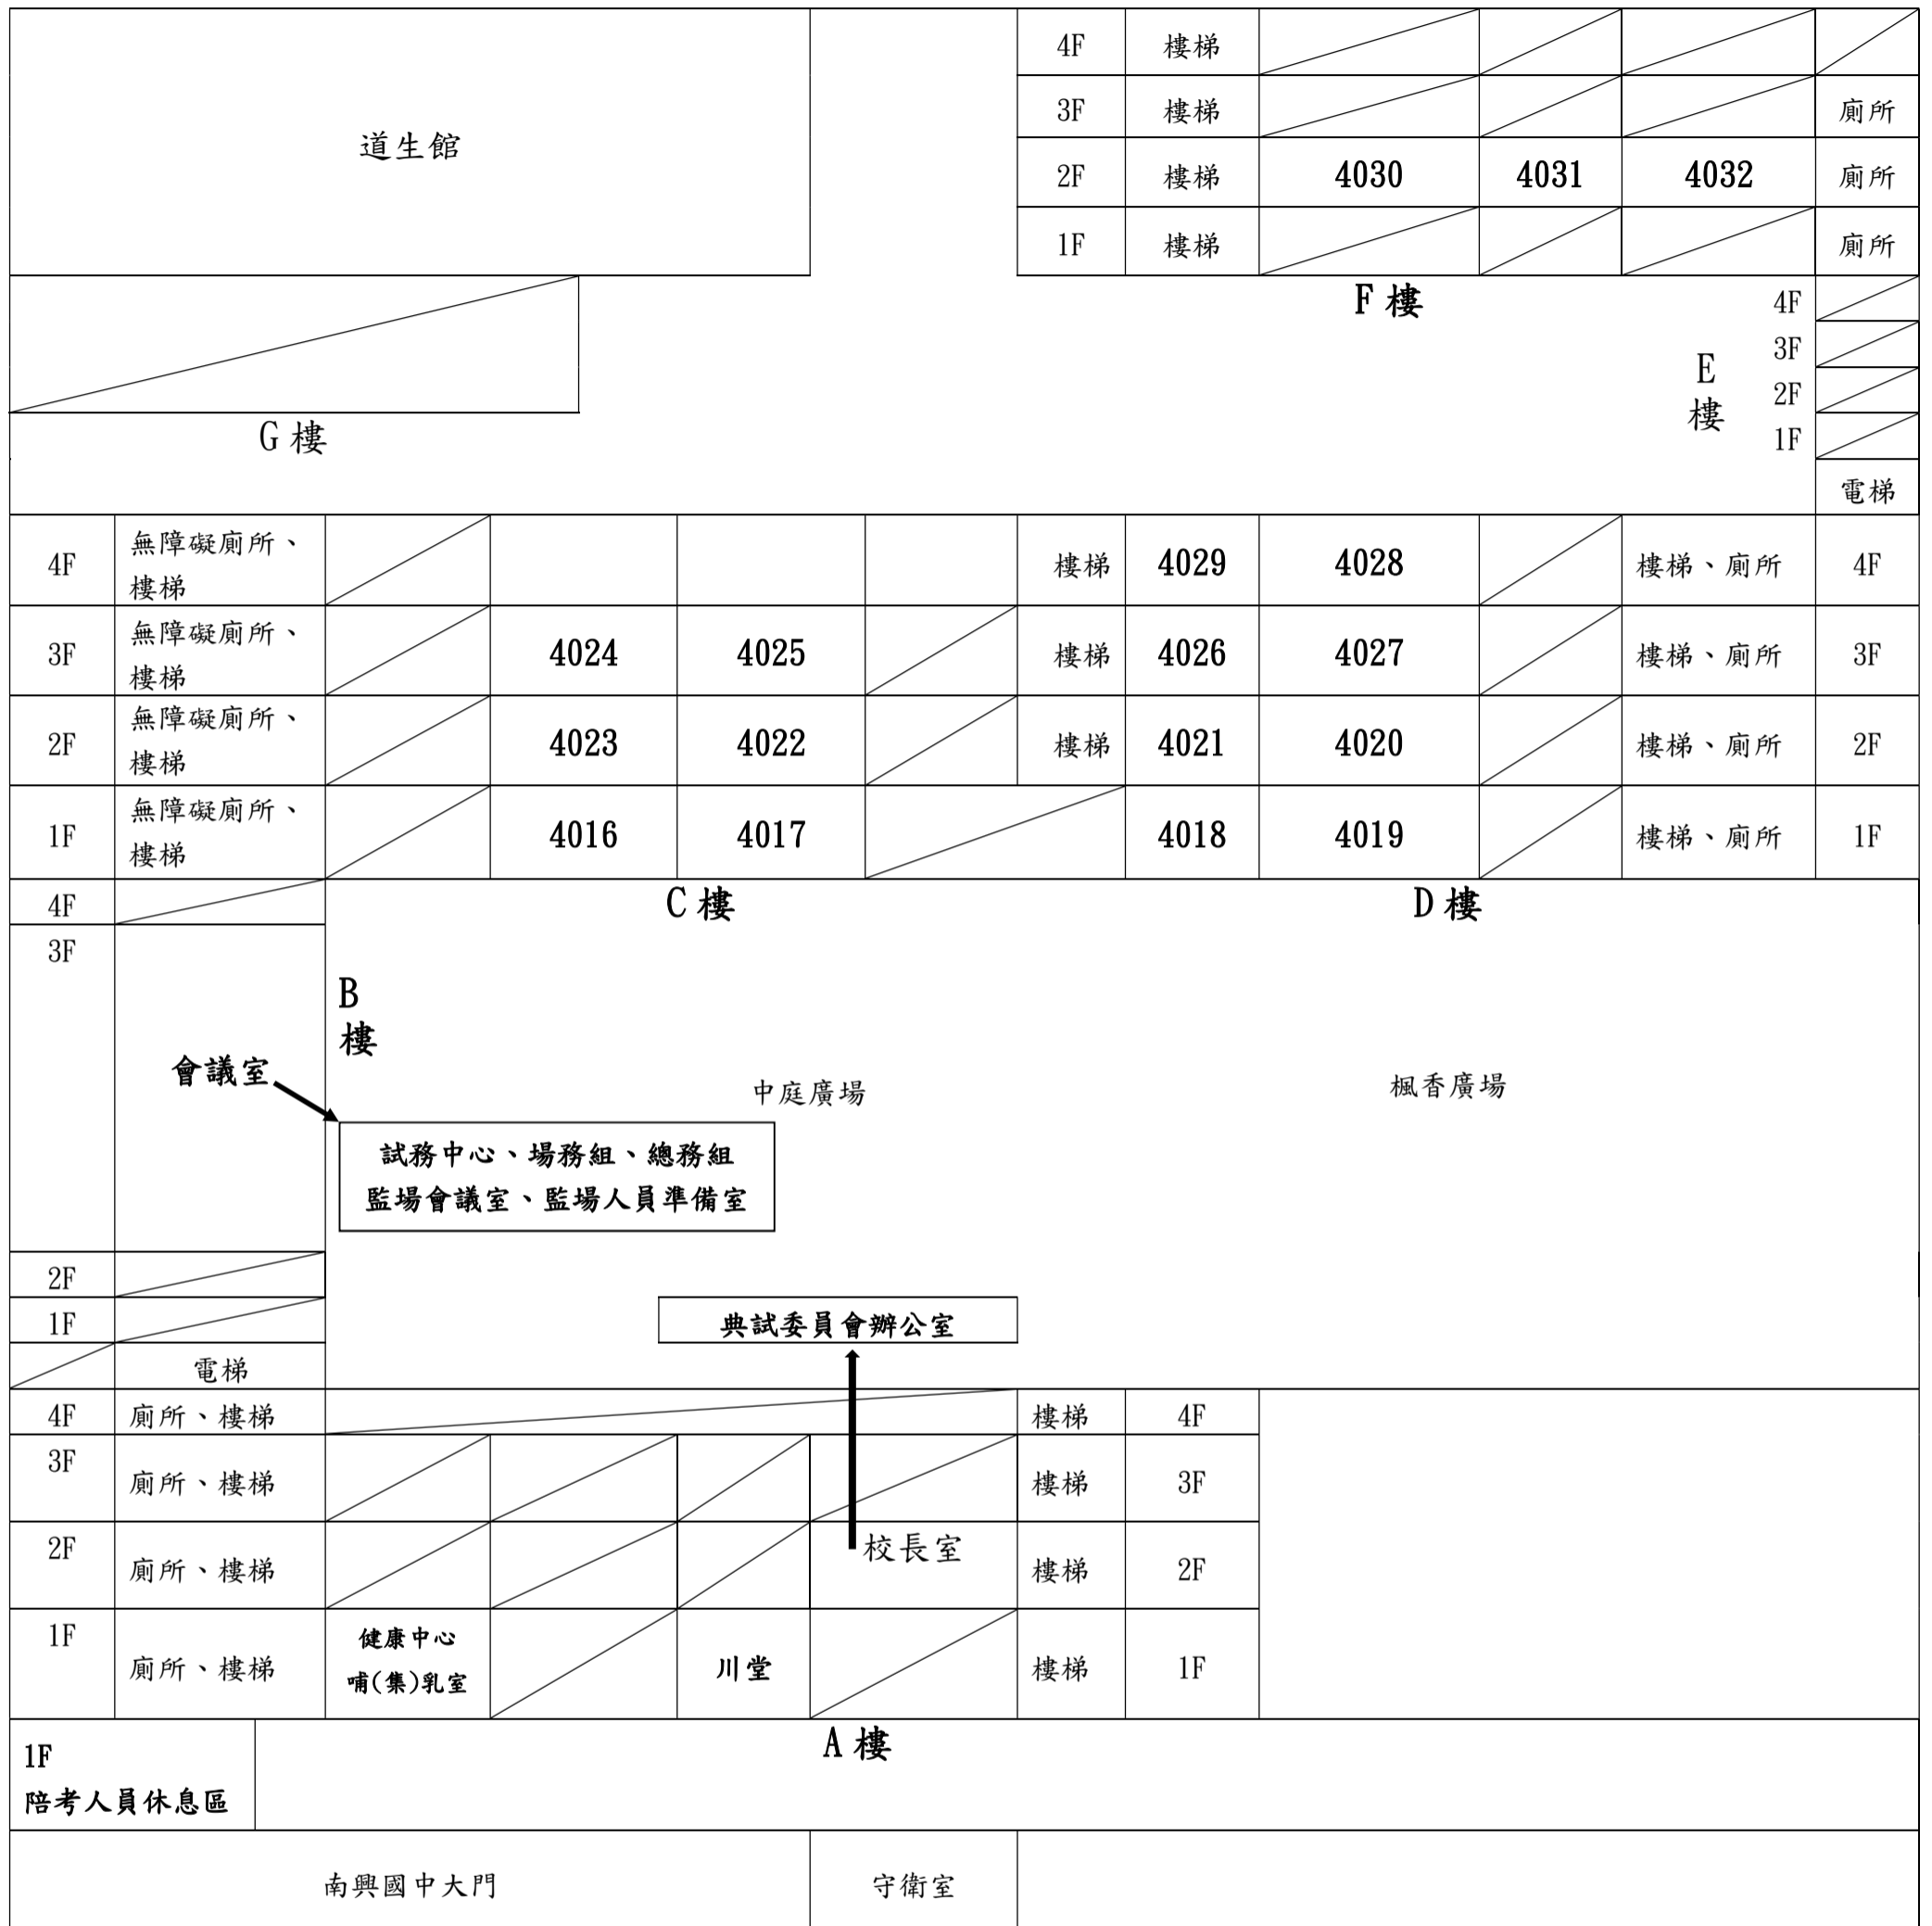 4F 樓梯
3F 樓梯 廁所
道生館
2F 樓梯 4030 4031 4032 廁所
1F 樓梯 廁所
F樓
4F
3F
E
樓
2F
1F
G樓
電梯
4F 無障礙廁所、
樓梯
樓梯 4029 4028 樓梯、廁所 4F
3F 無障礙廁所、
樓梯
4024 4025 樓梯 4026 4027 樓梯、廁所 3F
2F 無障礙廁所、
樓梯
4023 4022 樓梯 4021 4020 樓梯、廁所 2F
1F 無障礙廁所、
樓梯
4016 4017 4018 4019 樓梯、廁所 1F
4F
C樓 D樓
3F
B
樓
會議室
中庭廣場 楓香廣場
試務中心、場務組、總務組
監場會議室、監場人員準備室
2F
1F
典試委員會辦公室
電梯
4F 廁所、樓梯 樓梯 4F
3F 廁所、樓梯 樓梯 3F
2F 廁所、樓梯 校長室 樓梯 2F
1F 廁所、樓梯
健康中心
哺(集)乳室
川堂 樓梯 1F
A樓
1F
陪考人員休息區
南興國中大門 守衛室